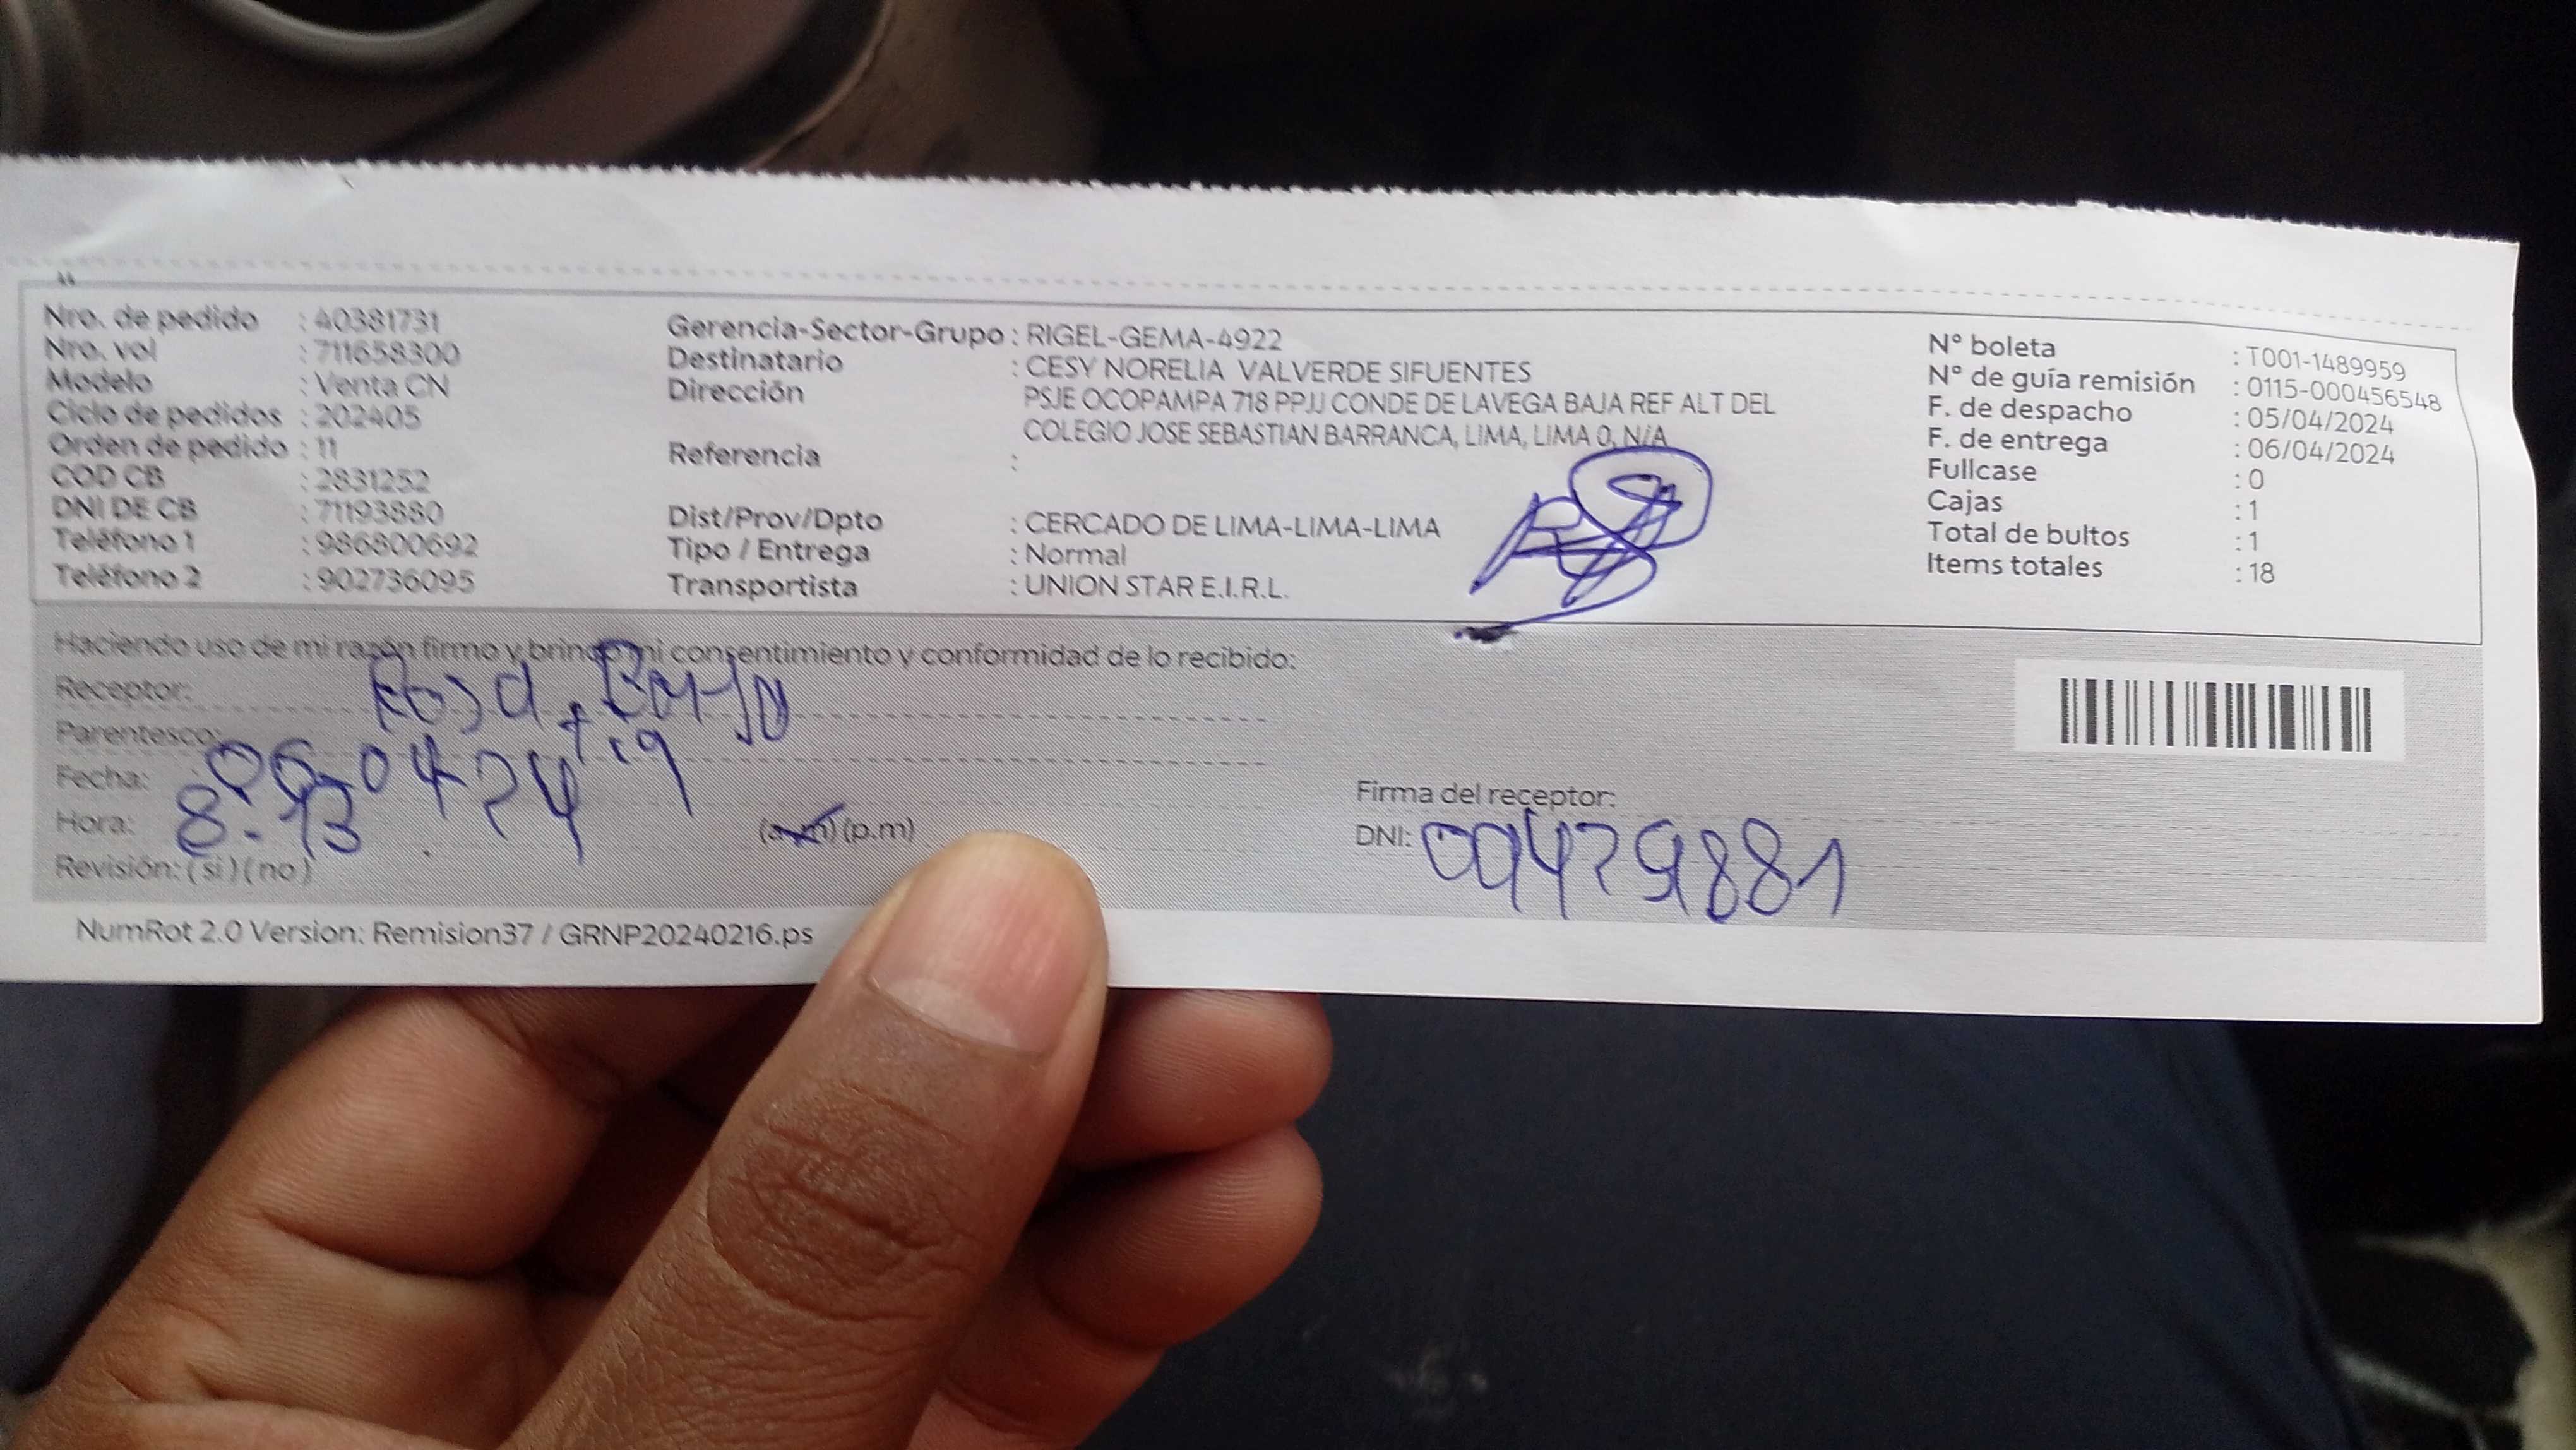 Nro. de pedido : 40381731
Nro. vol : 711658300
Modelo : Venta CN
Ciclo de pedidos : 202405
Orden de pedido : 11
COD CB : 2831252
DNI DE CB : 71193880
Teléfono 1 : 986800692
Teléfono 2 : 902736095
Gerencia-Sector-Grupo : RIGEL-GEMA-4922
Destinatario : CESY NORELIA VALVERDE SIFUENTES
Dirección PSJE OCOPAMPA 718 PPJJ CONDE DE LAVEGA BAJA REF ALT DEL
COLEGIO JOSE SEBASTIAN BARRANCA, LIMA, LIMA 0, N/A
Referencia :
Dist/Prov/Dpto : CERCADO DE LIMA-LIMA-LIMA
Tipo / Entrega : Normal
Transportista : UNION STAR E.I.R.L.
N° boleta : T001-1489959
N° de guía remisión : 0115-000456548
F. de despacho : 05/04/2024
F. de entrega : 06/04/2024
Fullcase : 0
Cajas : 1
Total de bultos : 1
Items totales : 18
Haciendo uso de mi razón firmo y brindo mi consentimiento y conformidad de lo recibido:
Receptor: Rosa
Parentesco: tia
Fecha: 06-04-24
Hora: 8-13 (a.m) (p.m)
Revisión: ( si ) ( no )
Firma del receptor:
DNI:
NumRot 2.0 Version: Remision37 / GRNP20240216.ps